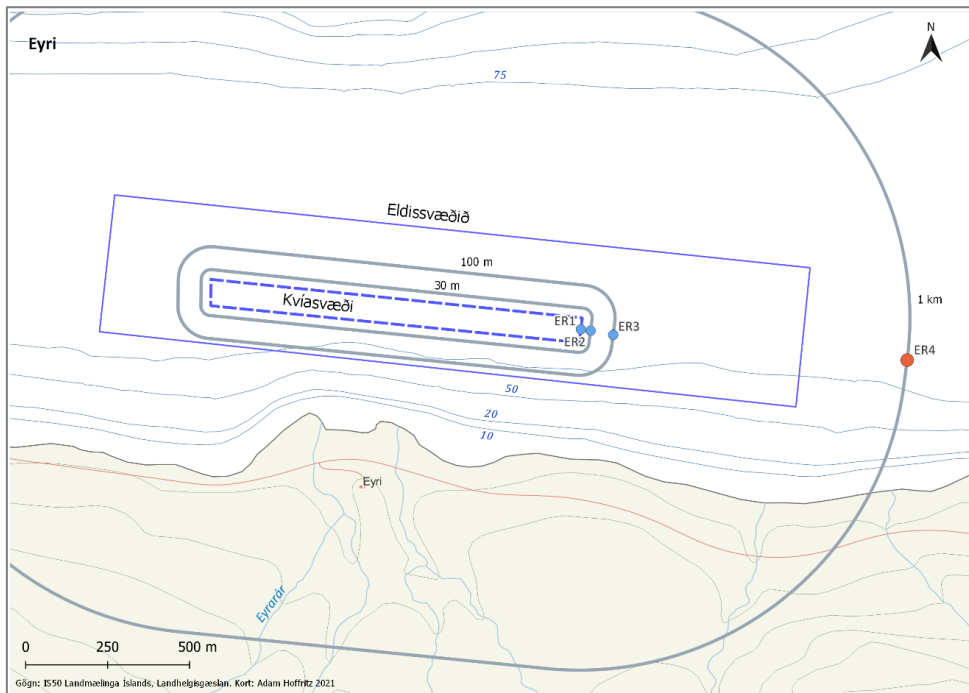 Eyri
N
75
Eldissvæðið
100 m
30 m
Kvíasvæði
1 km
ER1
ER3
ER2
ER4
50
20
10
Eyri
Eyrarár
0 250 500 m
Gögn: IS50 Landmælinga Íslands, Landhelgisgæslan. Kort: Adam Hoffritz 2021